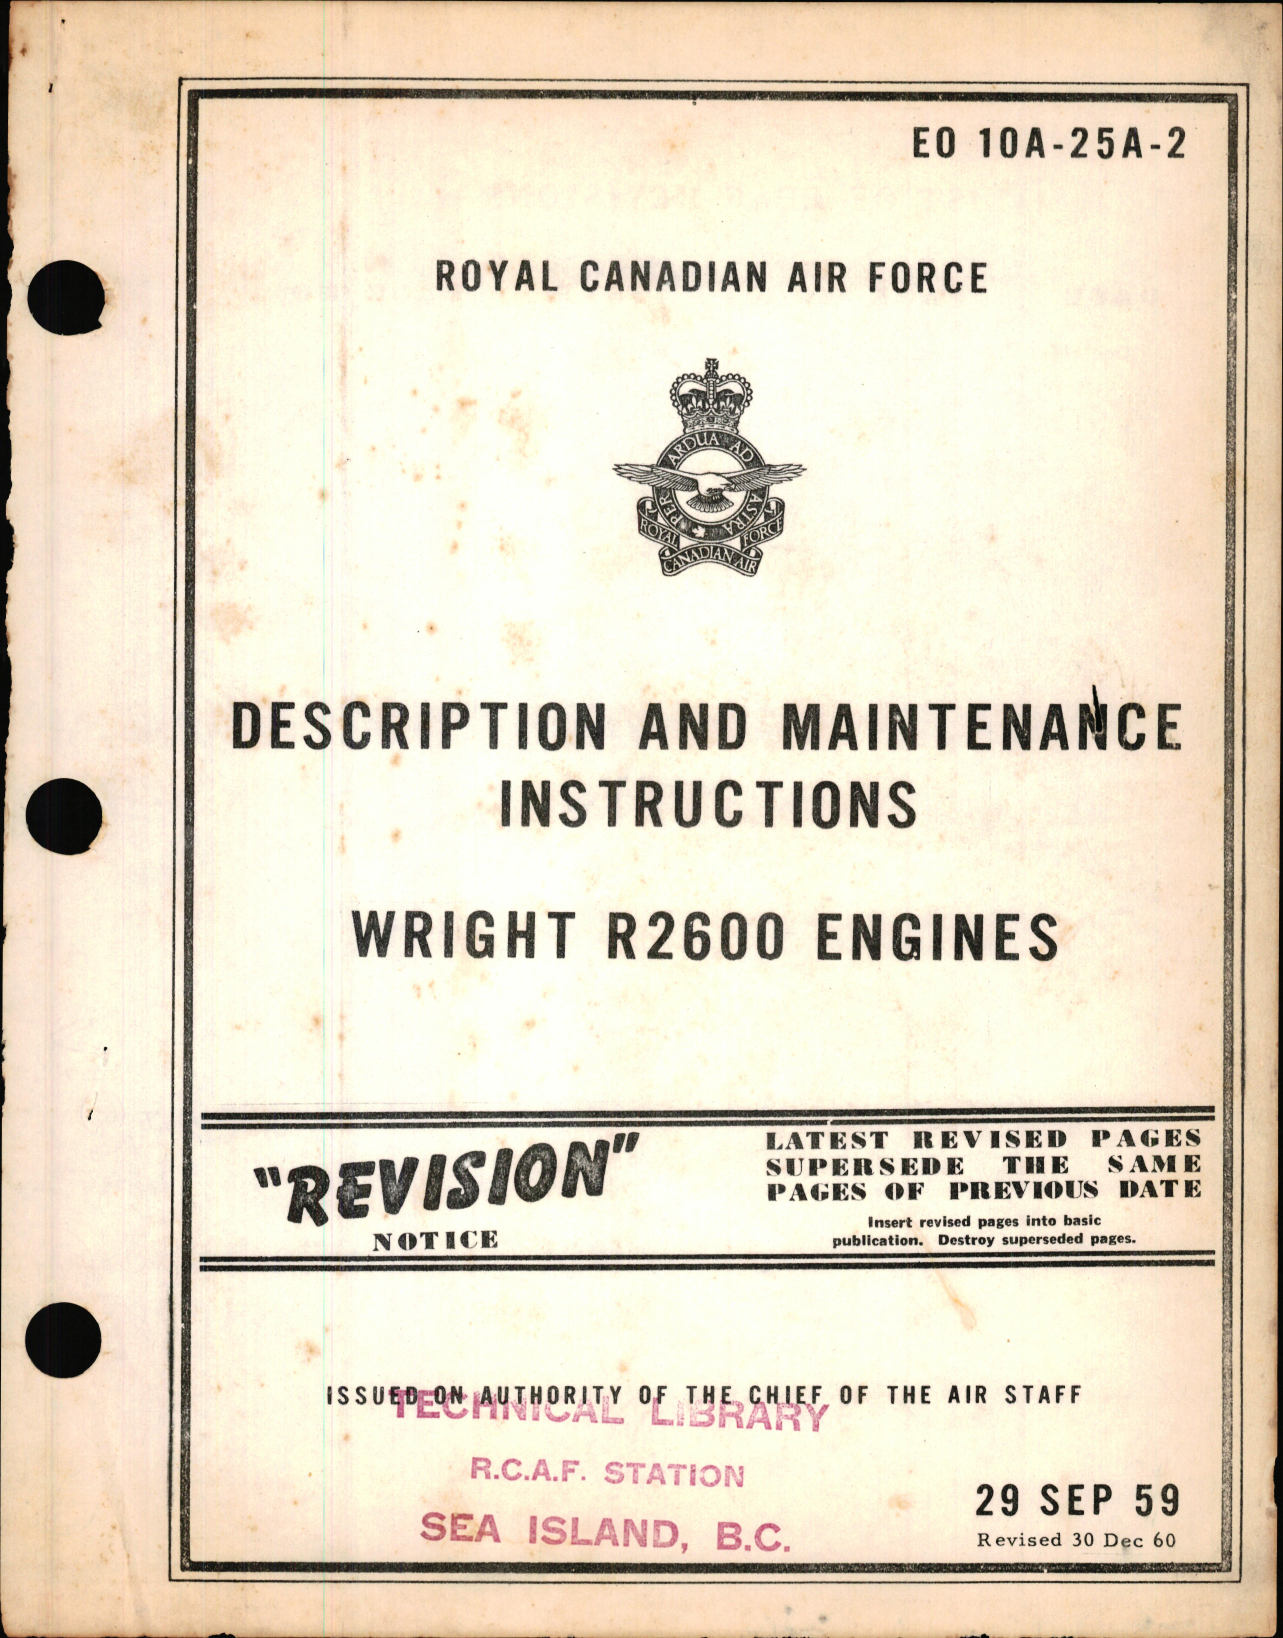 EO 10A-25A-2
ROYAL CANADIAN AIR FORCE
PER ARDUA AD ASTRA
ROYAL CANADIAN AIR FORCE
DESCRIPTION AND MAINTENANCE
INSTRUCTIONS
WRIGHT R2600 ENGINES
"REVISION"
NOTICE
LATEST REVISED PAGES
SUPERSEDE THE SAME
PAGES OF PREVIOUS DATE
Insert revised pages into basic
publication. Destroy superseded pages.
ISSUED ON AUTHORITY OF THE CHIEF OF THE AIR STAFF
TECHNICAL LIBRARY
R.C.A.F. STATION
SEA ISLAND, B.C.
29 SEP 59
Revised 30 Dec 60